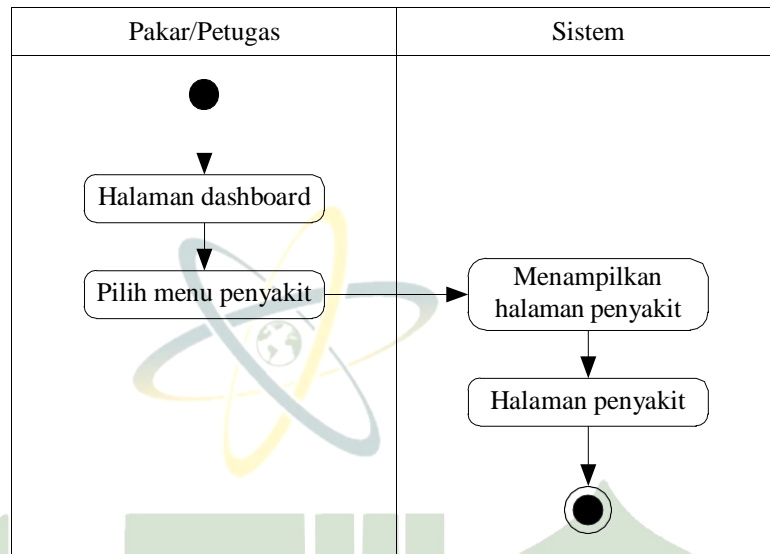 Pakar/Petugas
Sistem
Halaman dashboard
Pilih menu penyakit
Menampilkan
halaman penyakit
Halaman penyakit